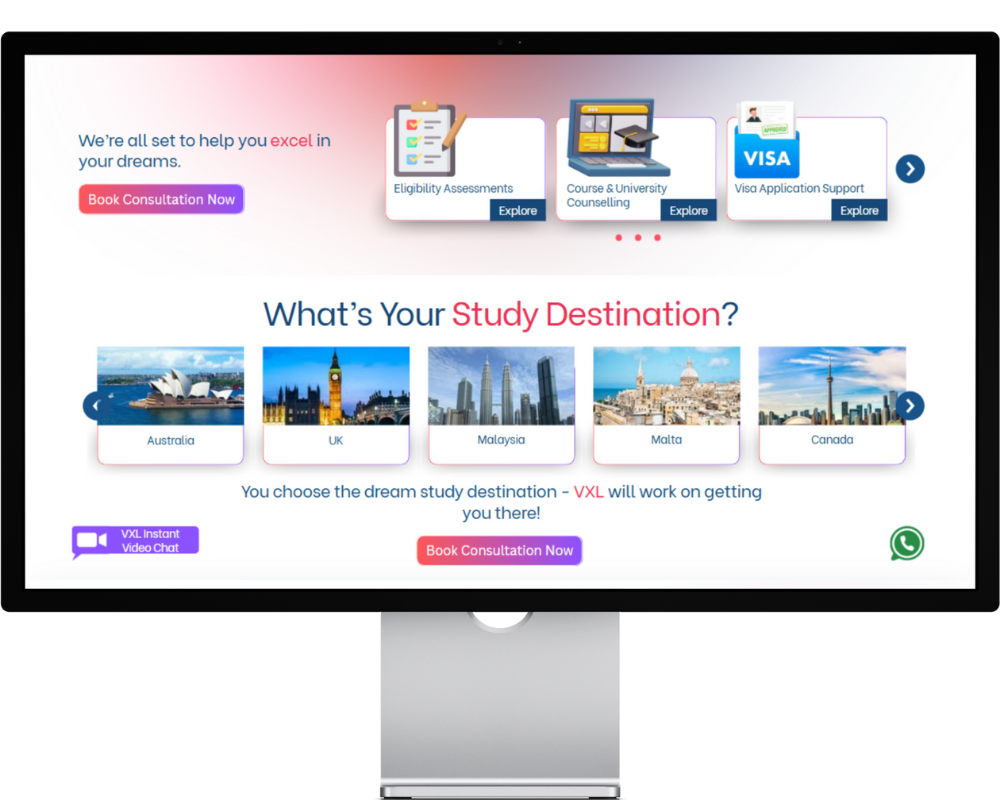 We're all set to help you excel in
your dreams.
Book Consultation Now
Eligibility Assessments
Explore
Course & University
Counselling
Explore
APPROVED
VISA
Visa Application Support
Explore
What's Your Study Destination?
Australia
UK
Malaysia
Malta
Canada
You choose the dream study destination - VXL will work on getting
you there!
VXL Instant
Video Chat
Book Consultation Now